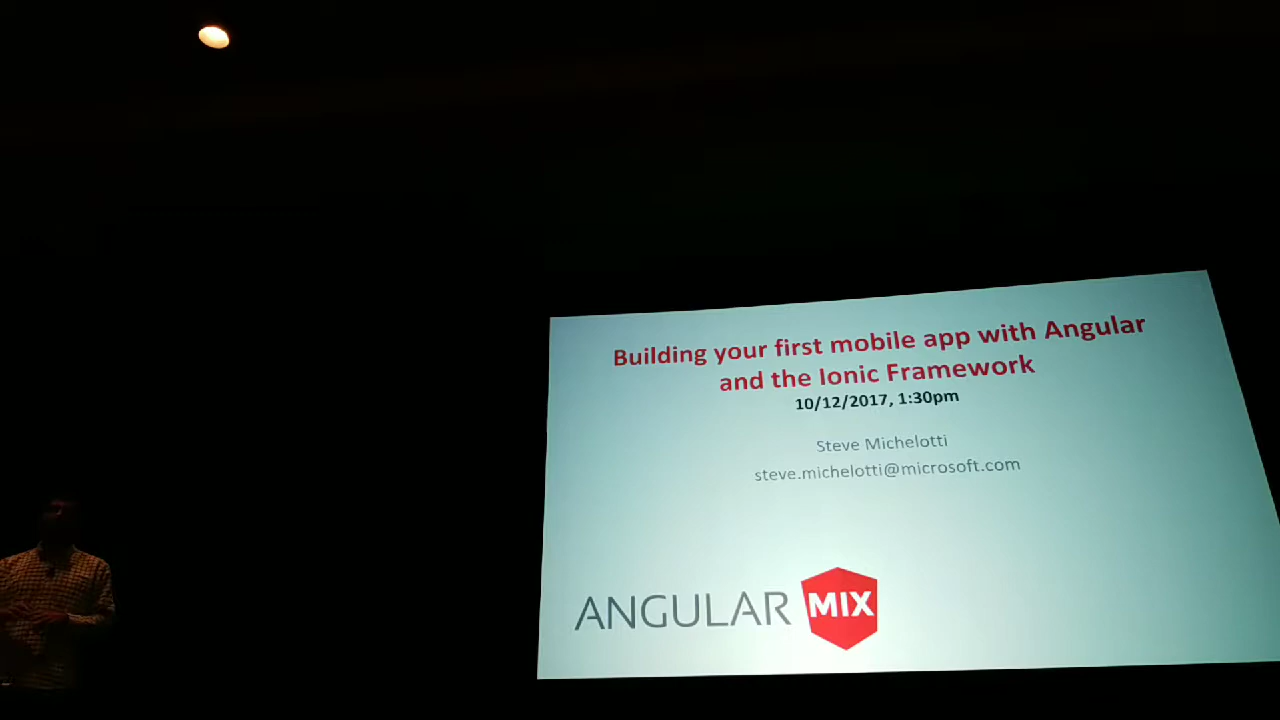 Building your first mobile app with Angular
and the Ionic Framework
10/12/2017, 1:30pm
Steve Michelotti
steve.michelotti@microsoft.com
ANGULAR MIX